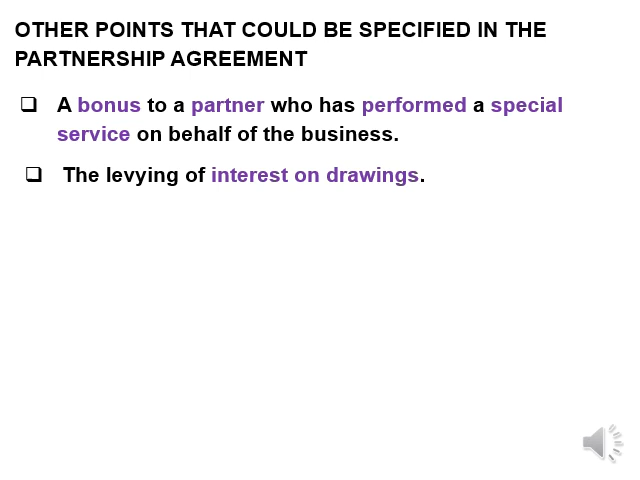 OTHER POINTS THAT COULD BE SPECIFIED IN THE
PARTNERSHIP AGREEMENT
❑ A bonus to a partner who has performed a special
service on behalf of the business.
❑ The levying of interest on drawings.